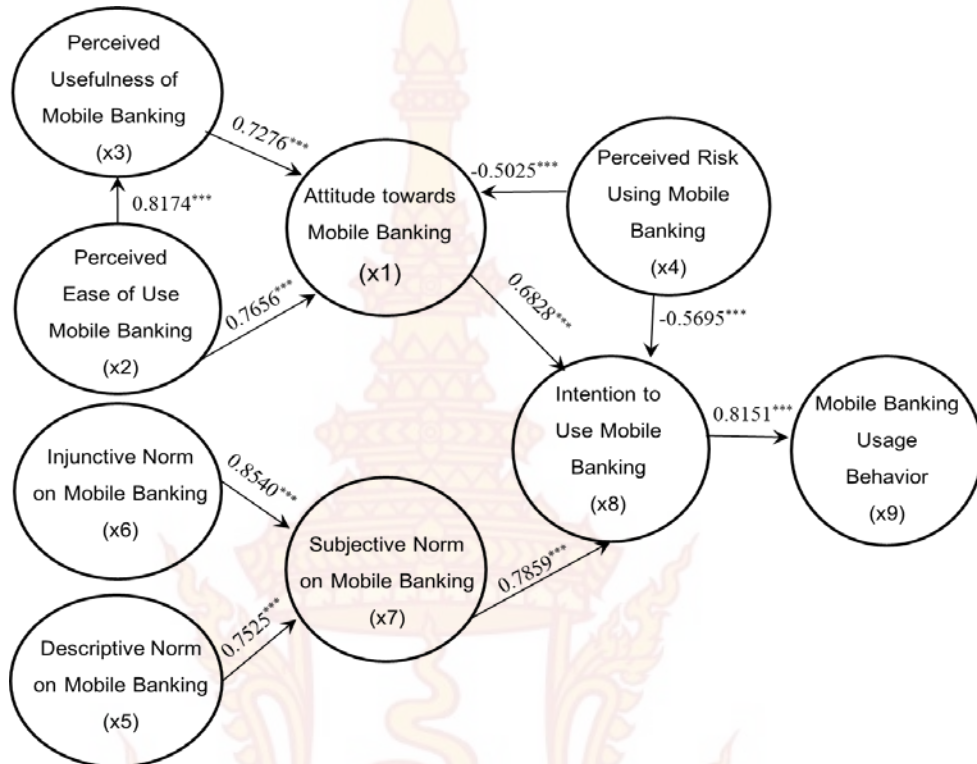 Perceived
Usefulness of
Mobile Banking
(x3)
0.7276***
0.8174***
Perceived
Ease of Use
Mobile Banking
(x2)
0.7656***
Attitude towards
Mobile Banking
(x1)
-0.5025***
Perceived Risk
Using Mobile
Banking
(x4)
0.6828***
-0.5695***
Injunctive Norm
on Mobile Banking
(x6)
0.8540***
Descriptive Norm
on Mobile Banking
(x5)
0.7525***
Subjective Norm
on Mobile Banking
(x7)
0.7859***
Intention to
Use Mobile
Banking
(x8)
0.8151***
Mobile Banking
Usage
Behavior
(x9)